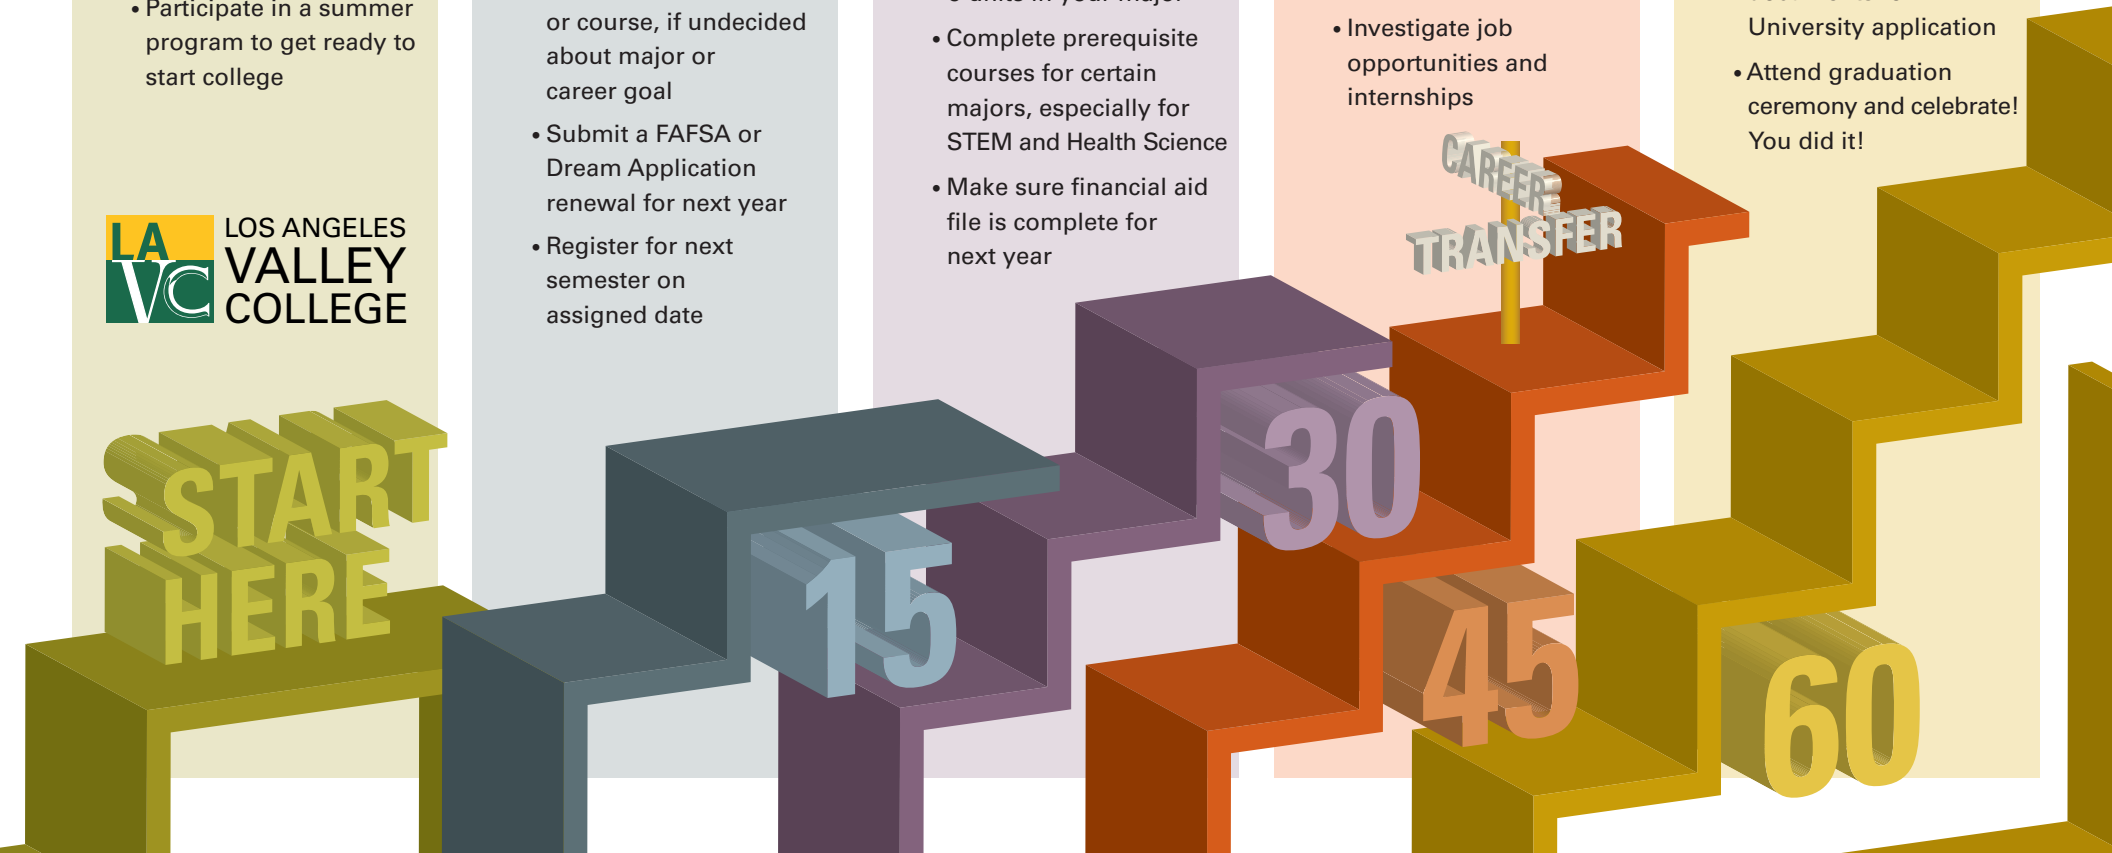 • Participate in a summer
program to get ready to
start college
LA
VC
LOS ANGELES
VALLEY
COLLEGE
START
HERE
or course, if undecided
about major or
career goal
• Submit a FAFSA or
Dream Application
renewal for next year
• Register for next
semester on
assigned date
15
units in your major
• Complete prerequisite
courses for certain
majors, especially for
STEM and Health Science
• Make sure financial aid
file is complete for
next year
30
• Investigate job
opportunities and
internships
CAREER
TRANSFER
45
University application
• Attend graduation
ceremony and celebrate!
You did it!
60